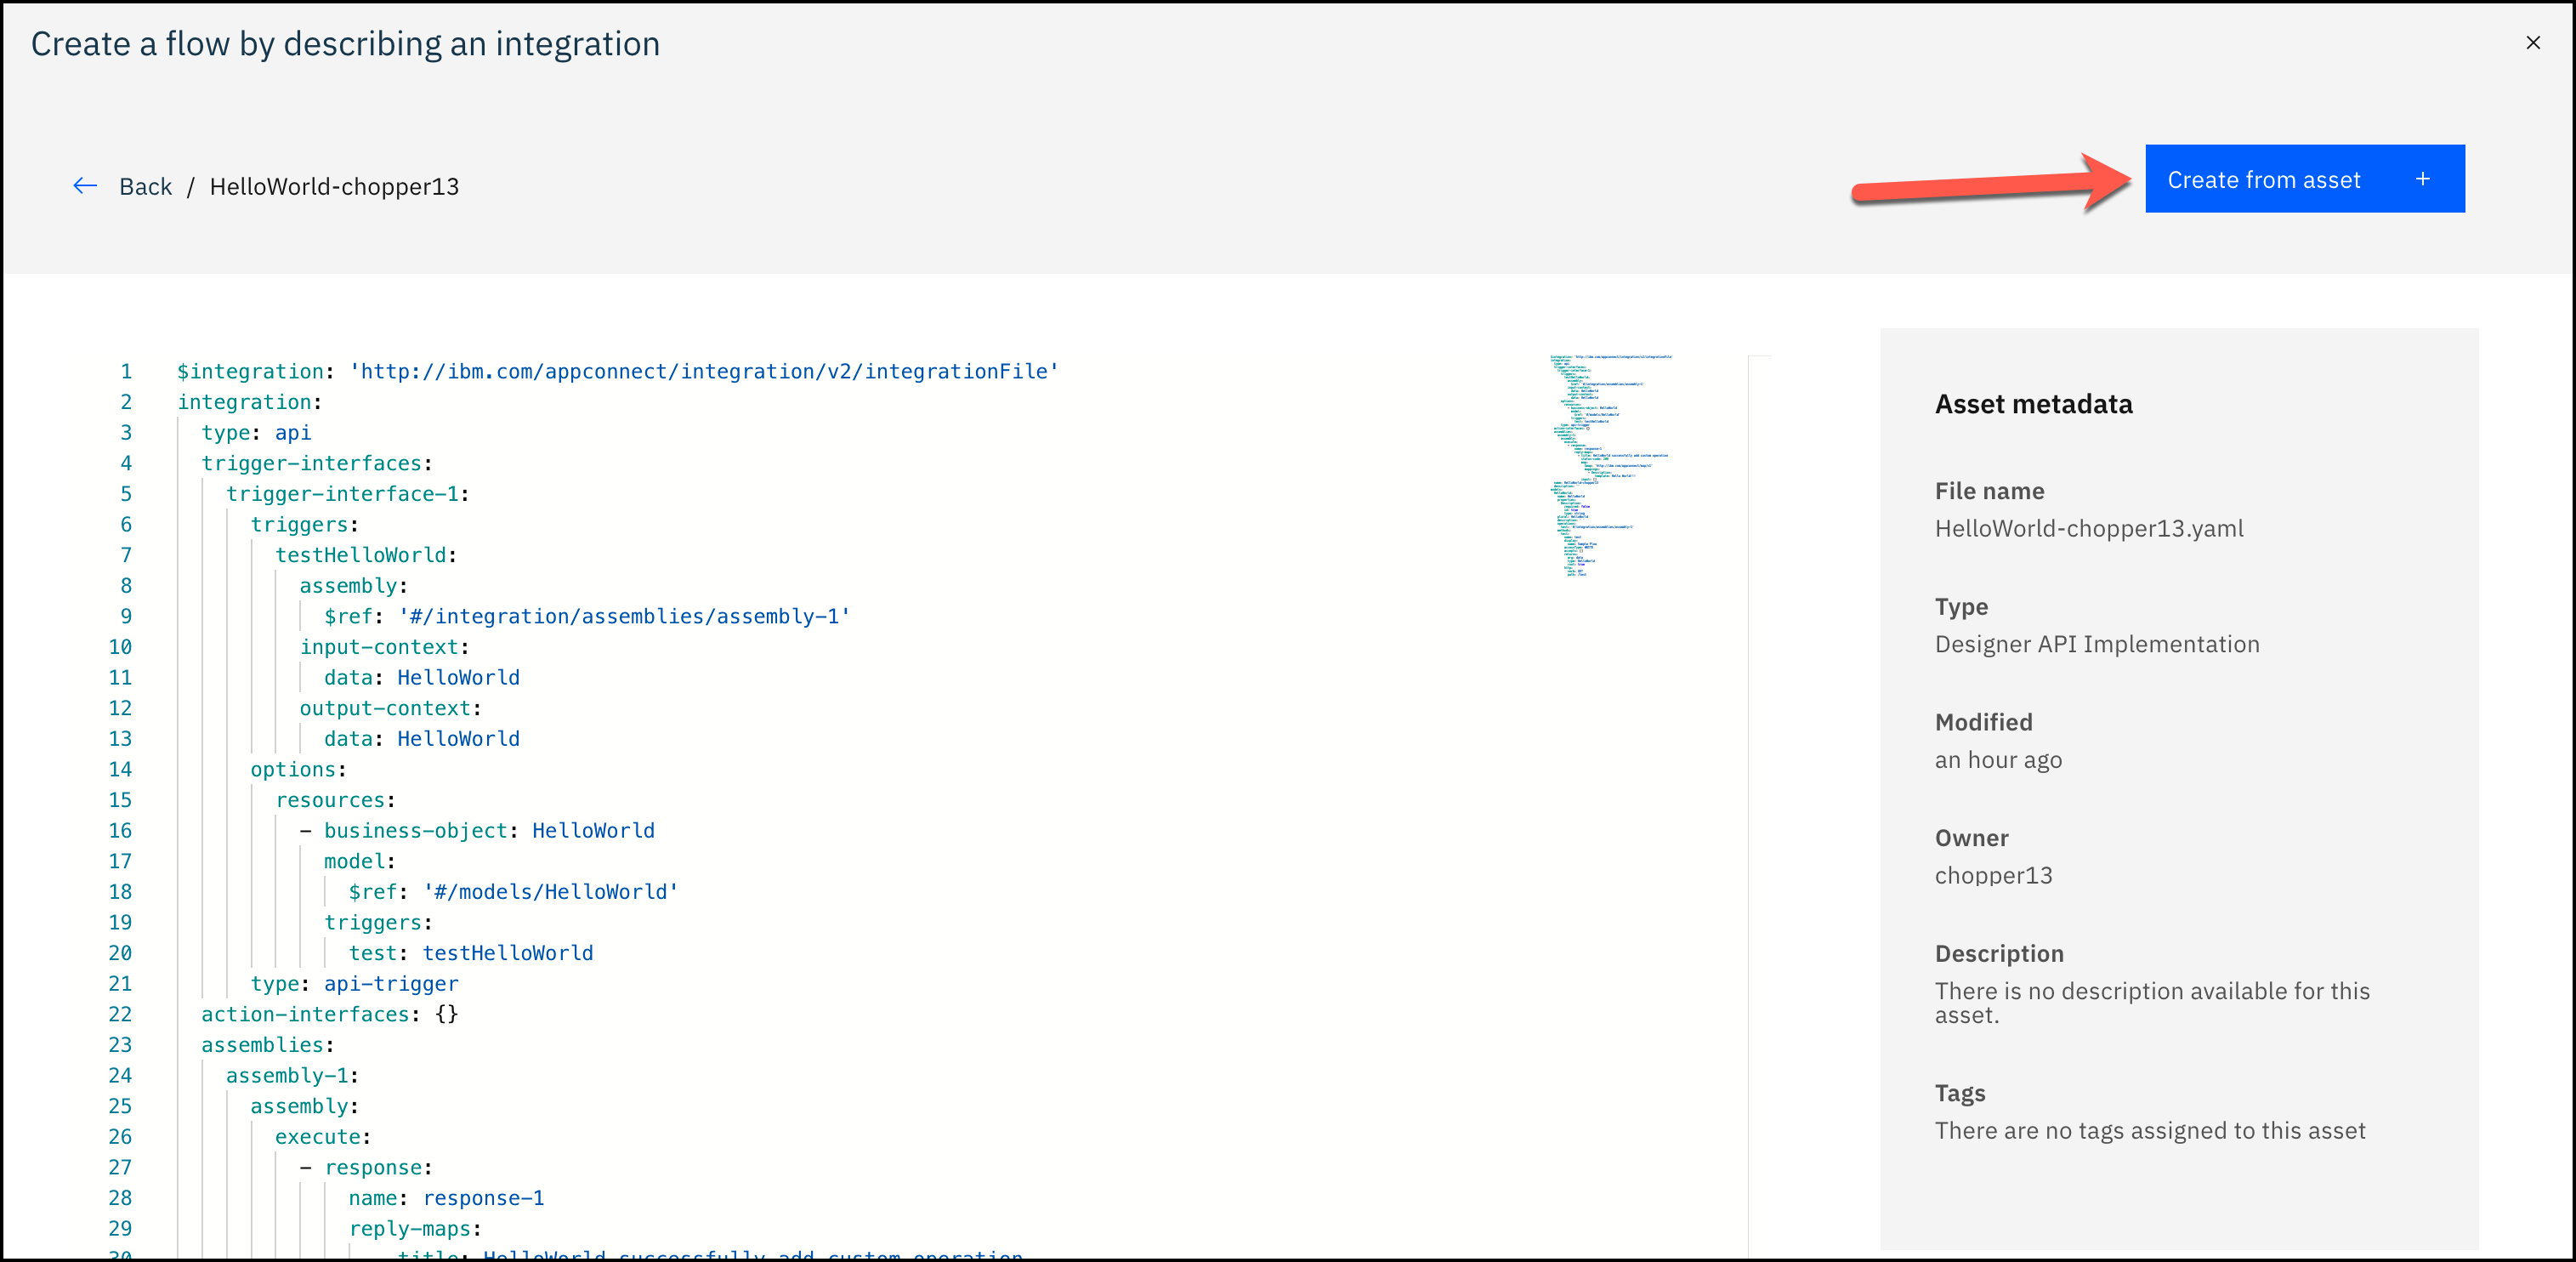 Create a flow by describing an integration
Back / HelloWorld-chopper13
Create from asset +
1 $integration: 'http://ibm.com/appconnect/integration/v2/integrationFile'
2 integration:
3 type: api
4 trigger-interfaces:
5 trigger-interface-1:
6 triggers:
7 testHelloWorld:
8 assembly:
9 $ref: '#/integration/assemblies/assembly-1'
10 input-context:
11 data: HelloWorld
12 output-context:
13 data: HelloWorld
14 options:
15 resources:
16 - business-object: HelloWorld
17 model:
18 $ref: '#/models/HelloWorld'
19 triggers:
20 test: testHelloWorld
21 type: api-trigger
22 action-interfaces: {}
23 assemblies:
24 assembly-1:
25 assembly:
26 execute:
27 - response:
28 name: response-1
29 reply-maps:
30 title: HelloWorld successfully add custom operation
Asset metadata
File name
HelloWorld-chopper13.yaml
Type
Designer API Implementation
Modified
an hour ago
Owner
chopper13
Description
There is no description available for this
asset.
Tags
There are no tags assigned to this asset